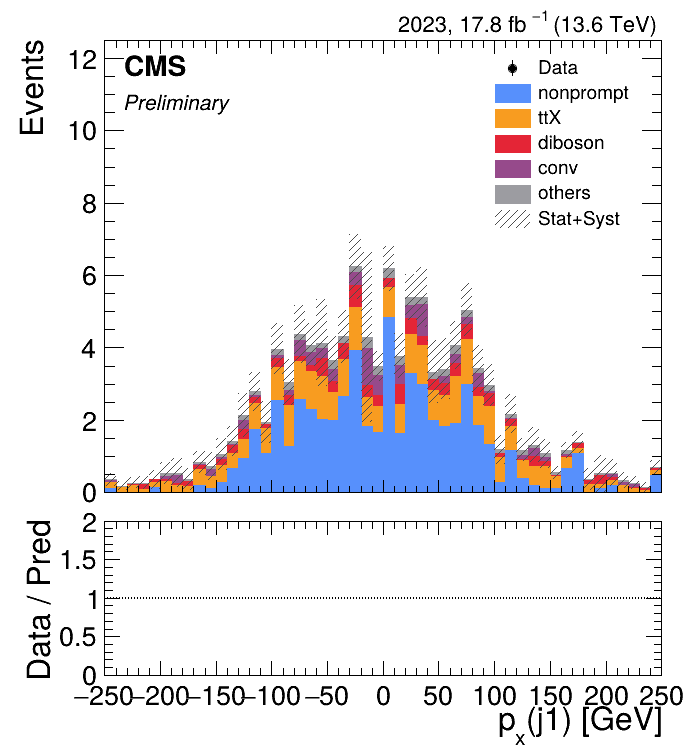 2023, 17.8 fb⁻¹ (13.6 TeV)
CMS
Preliminary
Data
nonprompt
ttX
diboson
conv
others
Stat+Syst
Events
12
10
8
6
4
2
0
Data / Pred
2
1.5
1
0.5
0
−250 −200 −150 −100 −50 0 50 100 150 200 250
pₓ(j1) [GeV]